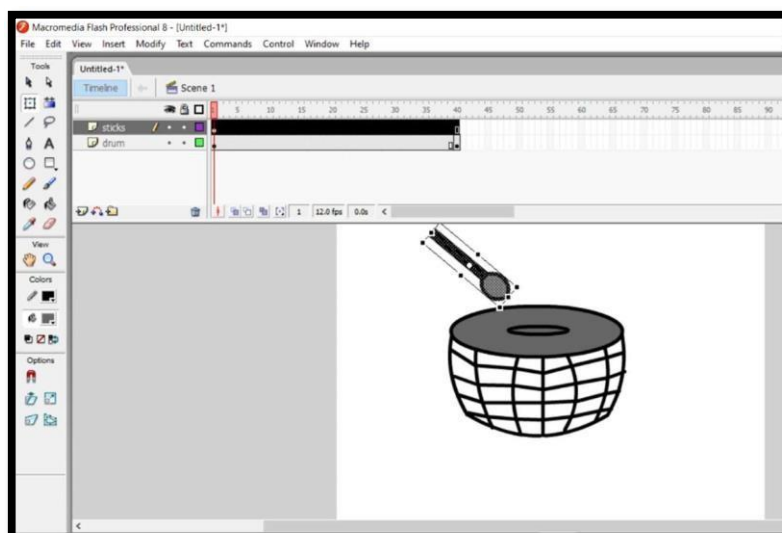 Macromedia Flash Professional 8 - [Untitled-1*]
File Edit View Insert Modify Text Commands Control Window Help
Tools
Untitled-1*
Timeline Scene 1
5 10 15 20 25 30 35 40 45 50 55 60 65 70 75 80 85 90
sticks
drum
1 12.0 fps 0.0s
View
Colors
Options